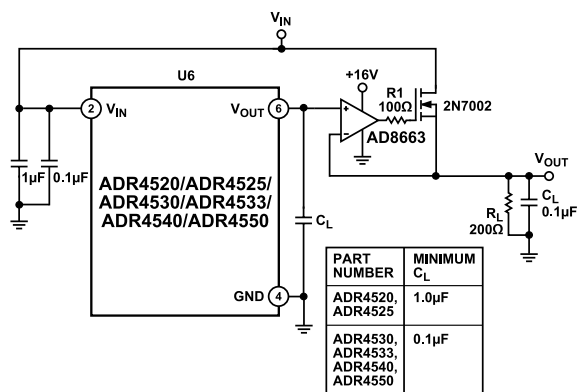 VIN
U6
+16V
R1
100Ω
2N7002
2
VIN
VOUT
6
+
−
AD8663
1µF
0.1µF
ADR4520/ADR4525/
ADR4530/ADR4533/
ADR4540/ADR4550
CL
VOUT
RL
200Ω
CL
0.1µF
GND
4
PART
NUMBER
MINIMUM
CL
ADR4520,
ADR4525
1.0µF
ADR4530,
ADR4533,
ADR4540,
ADR4550
0.1µF